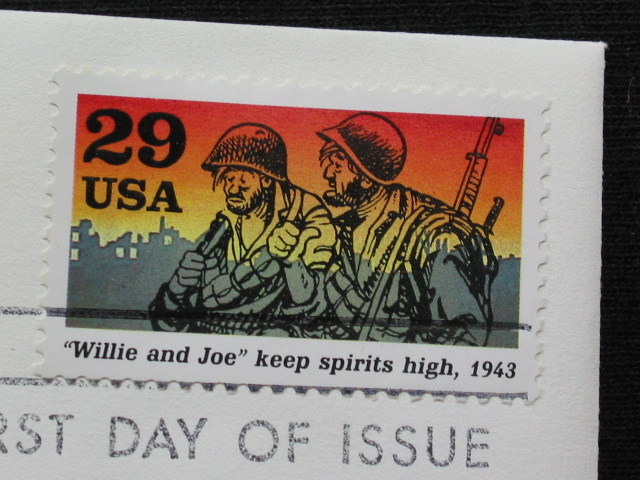 29
USA
"Willie and Joe" keep spirits high, 1943
RST DAY OF ISSUE